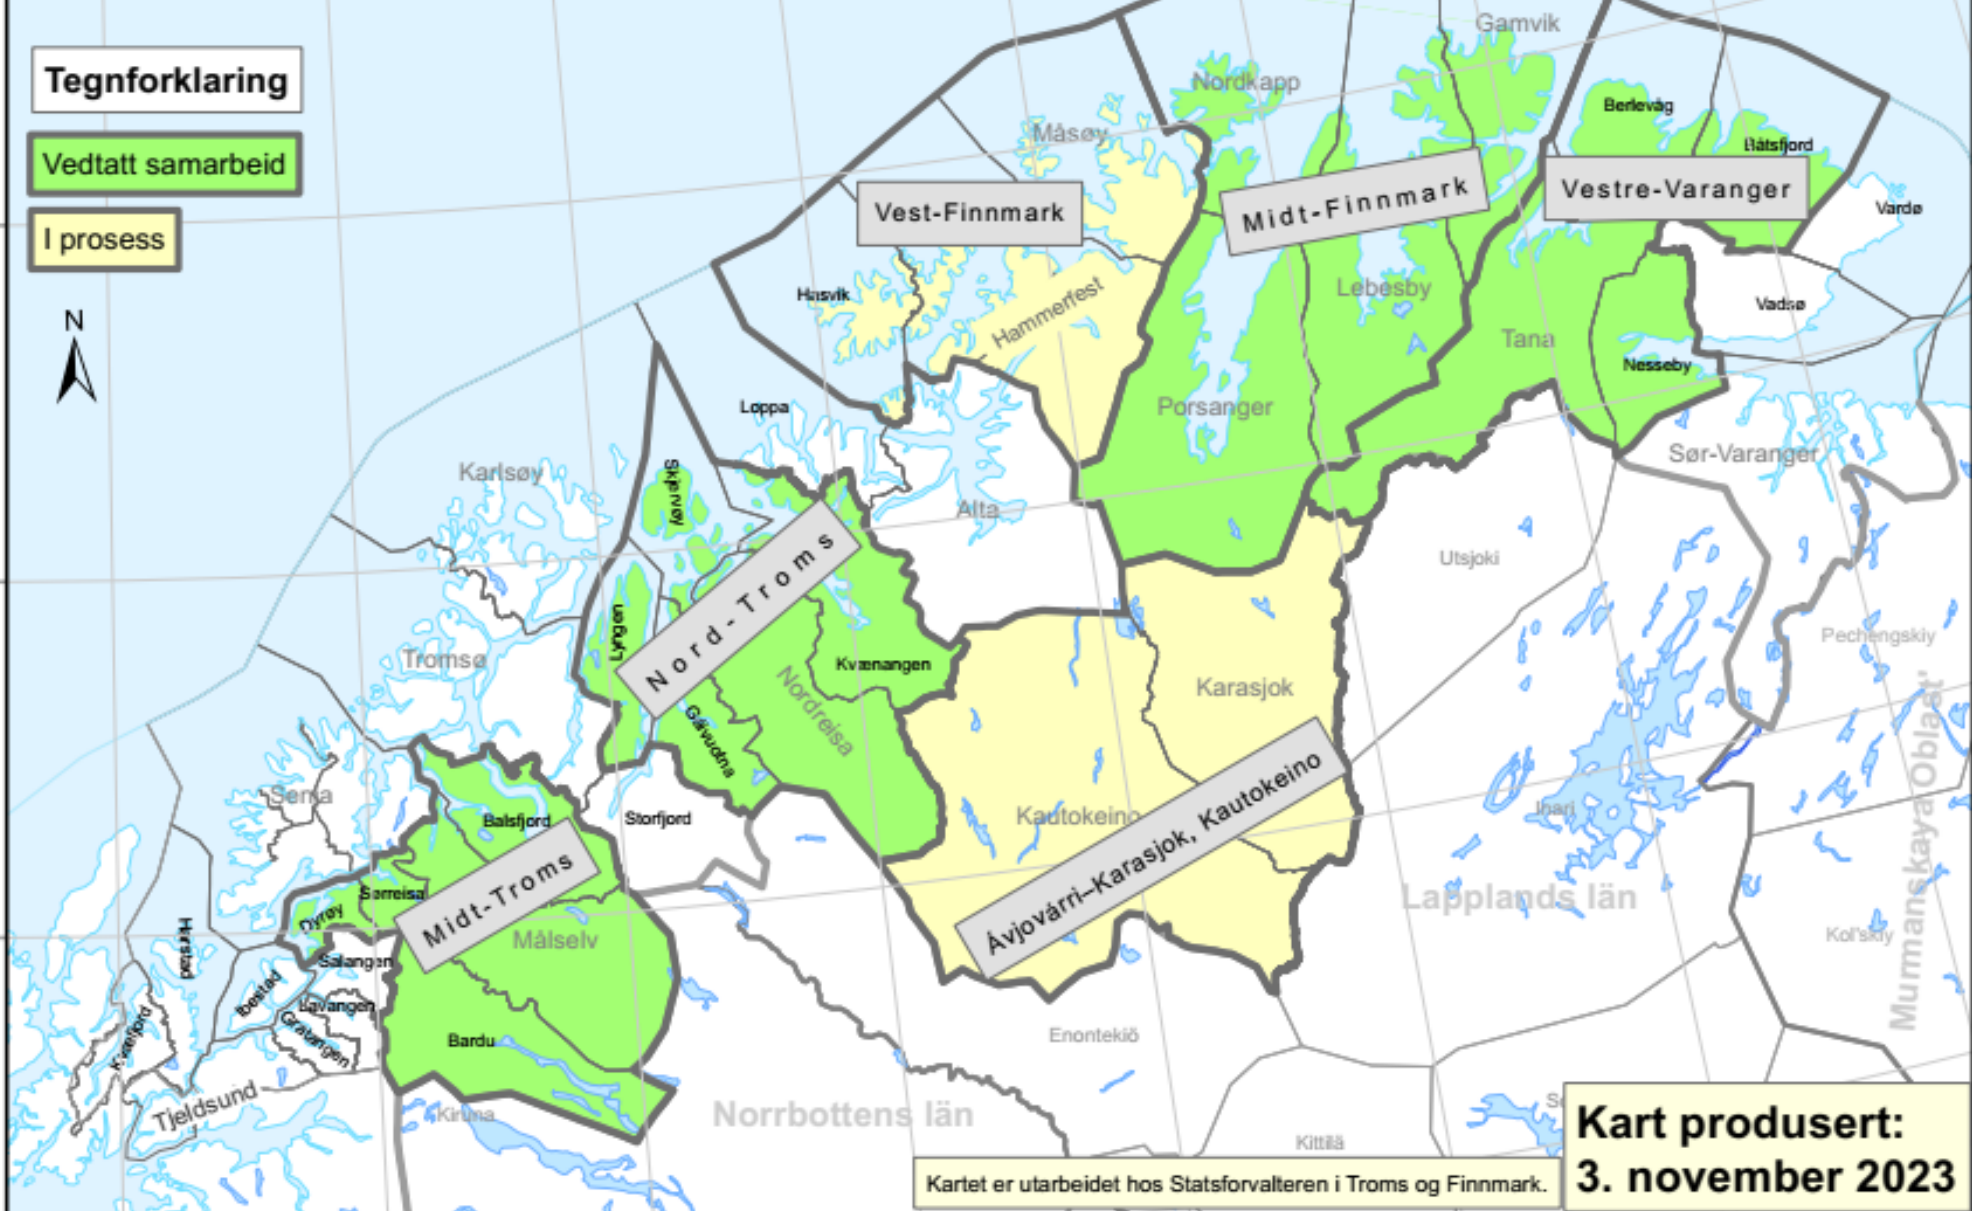 Tegnforklaring
Vedtatt samarbeid
I prosess
N
Gamvik
Nordkapp
Berlevåg
Måsøy
Båtsfjord
Vest-Finnmark
Midt-Finnmark
Vestre-Varanger
Vardø
Hasvik
Hammerfest
Lebesby
Vadsø
Tana
Nesseby
Loppa
Porsanger
Sør-Varanger
Karlsøy
Skjervøy
Alta
Utsjoki
Nord-Troms
Lyngen
Pechengskiy
Tromsø
Kvænangen
Karasjok
Nordreisa
Gáivuotna
Senja
Kautokeino
Ávjovárri–Karasjok, Kautokeino
Inari
Balsfjord
Storfjord
Murmanskaya Oblast'
Midt-Troms
Sørreisa
Lapplands län
Dyrøy
Målselv
Kol'skiy
Harstad
Salangen
Ibestad
Lavangen
Gratangen
Kvæfjord
Bardu
Enontekiö
Tjeldsund
Kiruna
Norrbottens län
Kittilä
Kart produsert:
3. november 2023
Kartet er utarbeidet hos Statsforvalteren i Troms og Finnmark.